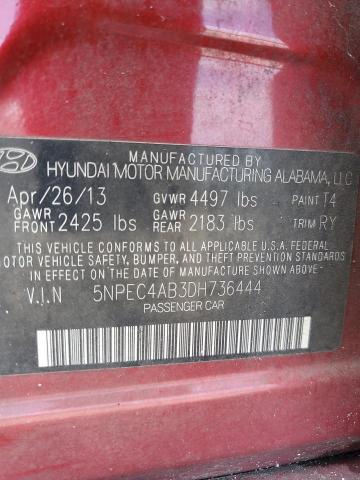 MANUFACTURED BY
HYUNDAI MOTOR MANUFACTURING ALABAMA, LLC
Apr/26/13 GVWR 4497 lbs PAINT T4
GAWR FRONT 2425 lbs GAWR REAR 2183 lbs TRIM RY
THIS VEHICLE CONFORMS TO ALL APPLICABLE U.S.A. FEDERAL
MOTOR VEHICLE SAFETY, BUMPER, AND THEFT PREVENTION
STANDARDS IN EFFECT ON THE DATE OF MANUFACTURE SHOWN ABOVE.
V.I.N 5NPEC4AB3DH736444
PASSENGER CAR